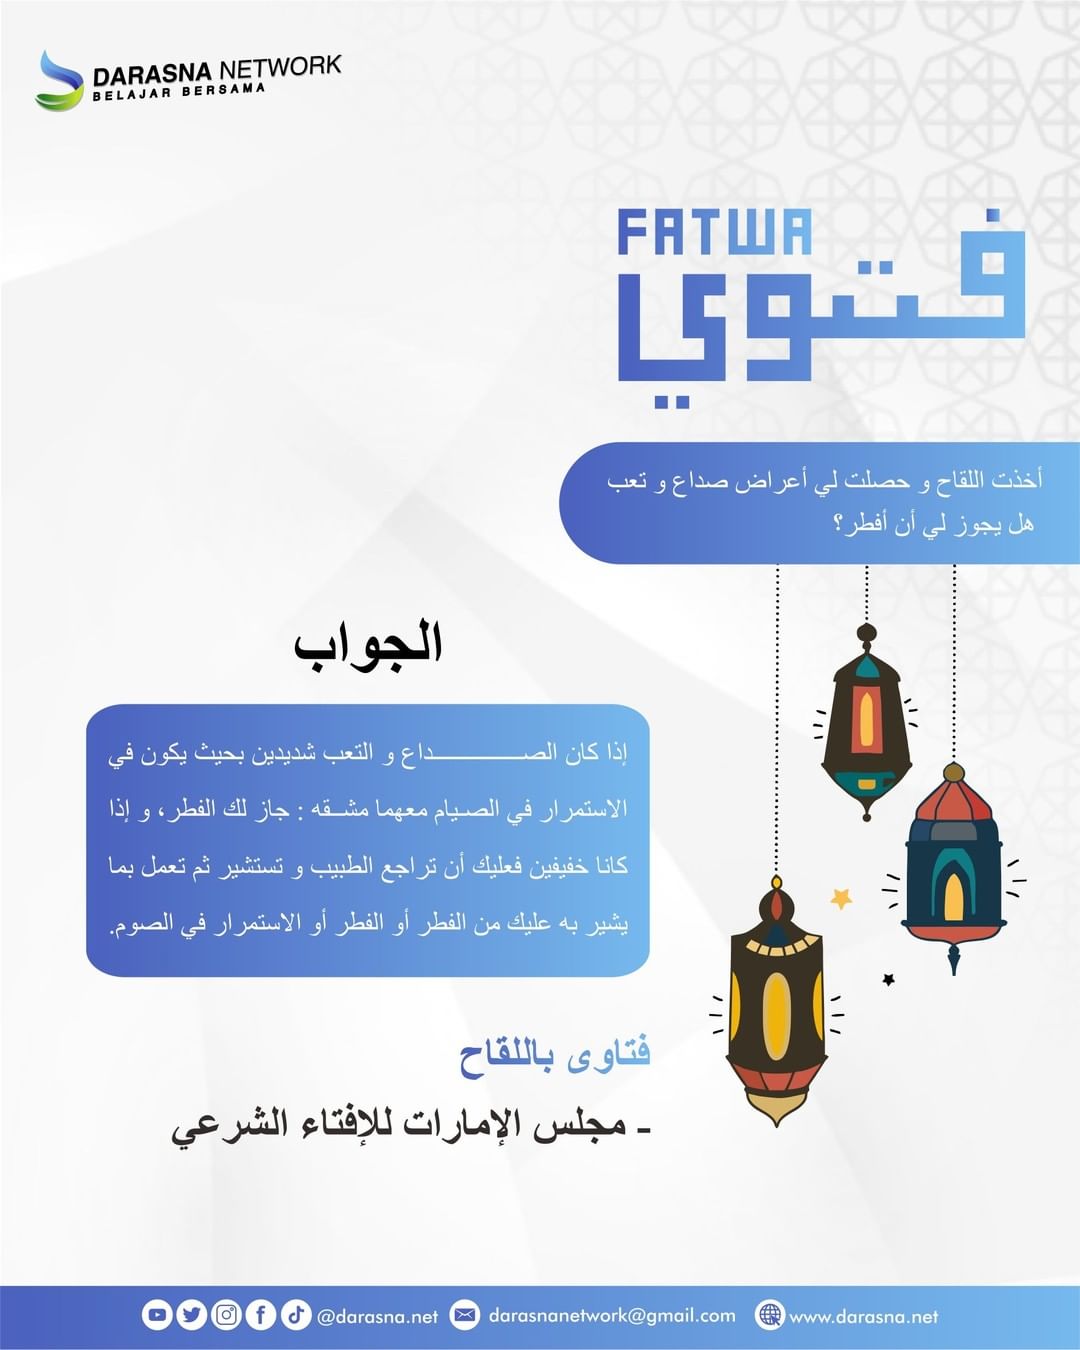 DARASNA NETWORK
BELAJAR BERSAMA
FATWA
فتوي
أخذت اللقاح و حصلت لي أعراض صداع و تعب
هل يجوز لي أن أفطر؟
الجواب
إذا كان الصـــــــــداع و التعب شديدين بحيث يكون في
الاستمرار في الصـيام معهما مشـقه : جاز لك الفطر، و إذا
كانا خفيفين فعليك أن تراجع الطبيب و تستشير ثم تعمل بما
يشير به عليك من الفطر أو الفطر أو الاستمرار في الصوم.
فتاوى باللقاح
- مجلس الإمارات للإفتاء الشرعي
@darasna.net darasnanetwork@gmail.com www.darasna.net